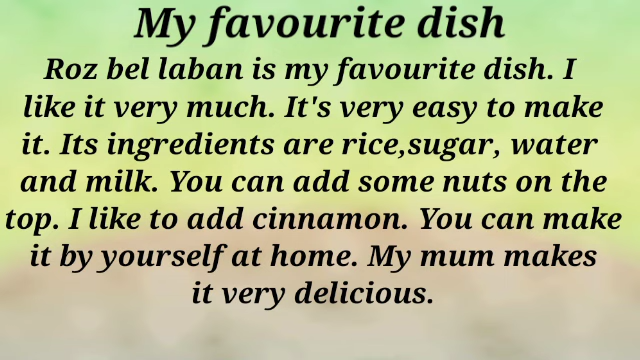 My favourite dish
Roz bel laban is my favourite dish. I
like it very much. It's very easy to make
it. Its ingredients are rice,sugar, water
and milk. You can add some nuts on the
top. I like to add cinnamon. You can make
it by yourself at home. My mum makes
it very delicious.